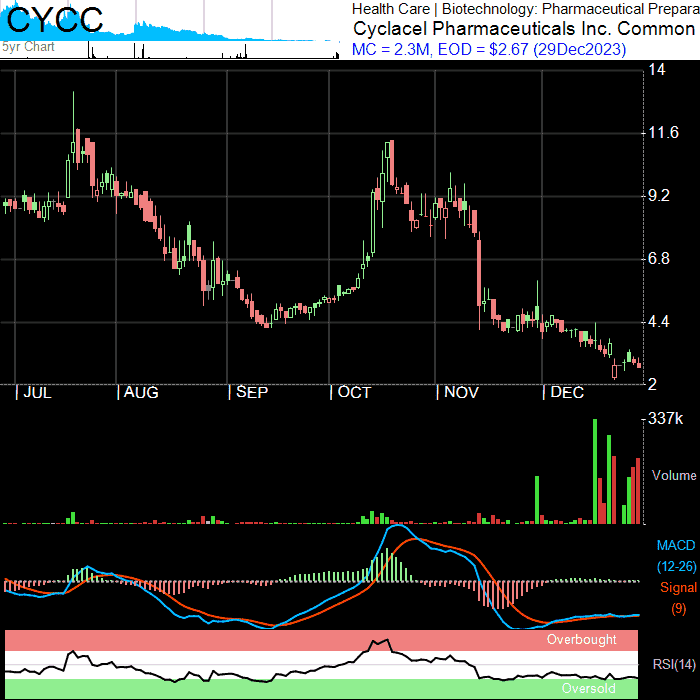 CYCC
Health Care | Biotechnology: Pharmaceutical Prepara
Cyclacel Pharmaceuticals Inc. Common
5yr Chart
MC = 2.3M, EOD = $2.67 (29Dec2023)
14
11.6
9.2
6.8
4.4
2
JUL AUG SEP OCT NOV DEC
337k
Volume
MACD
(12-26)
Signal
(9)
Overbought
RSI(14)
Oversold